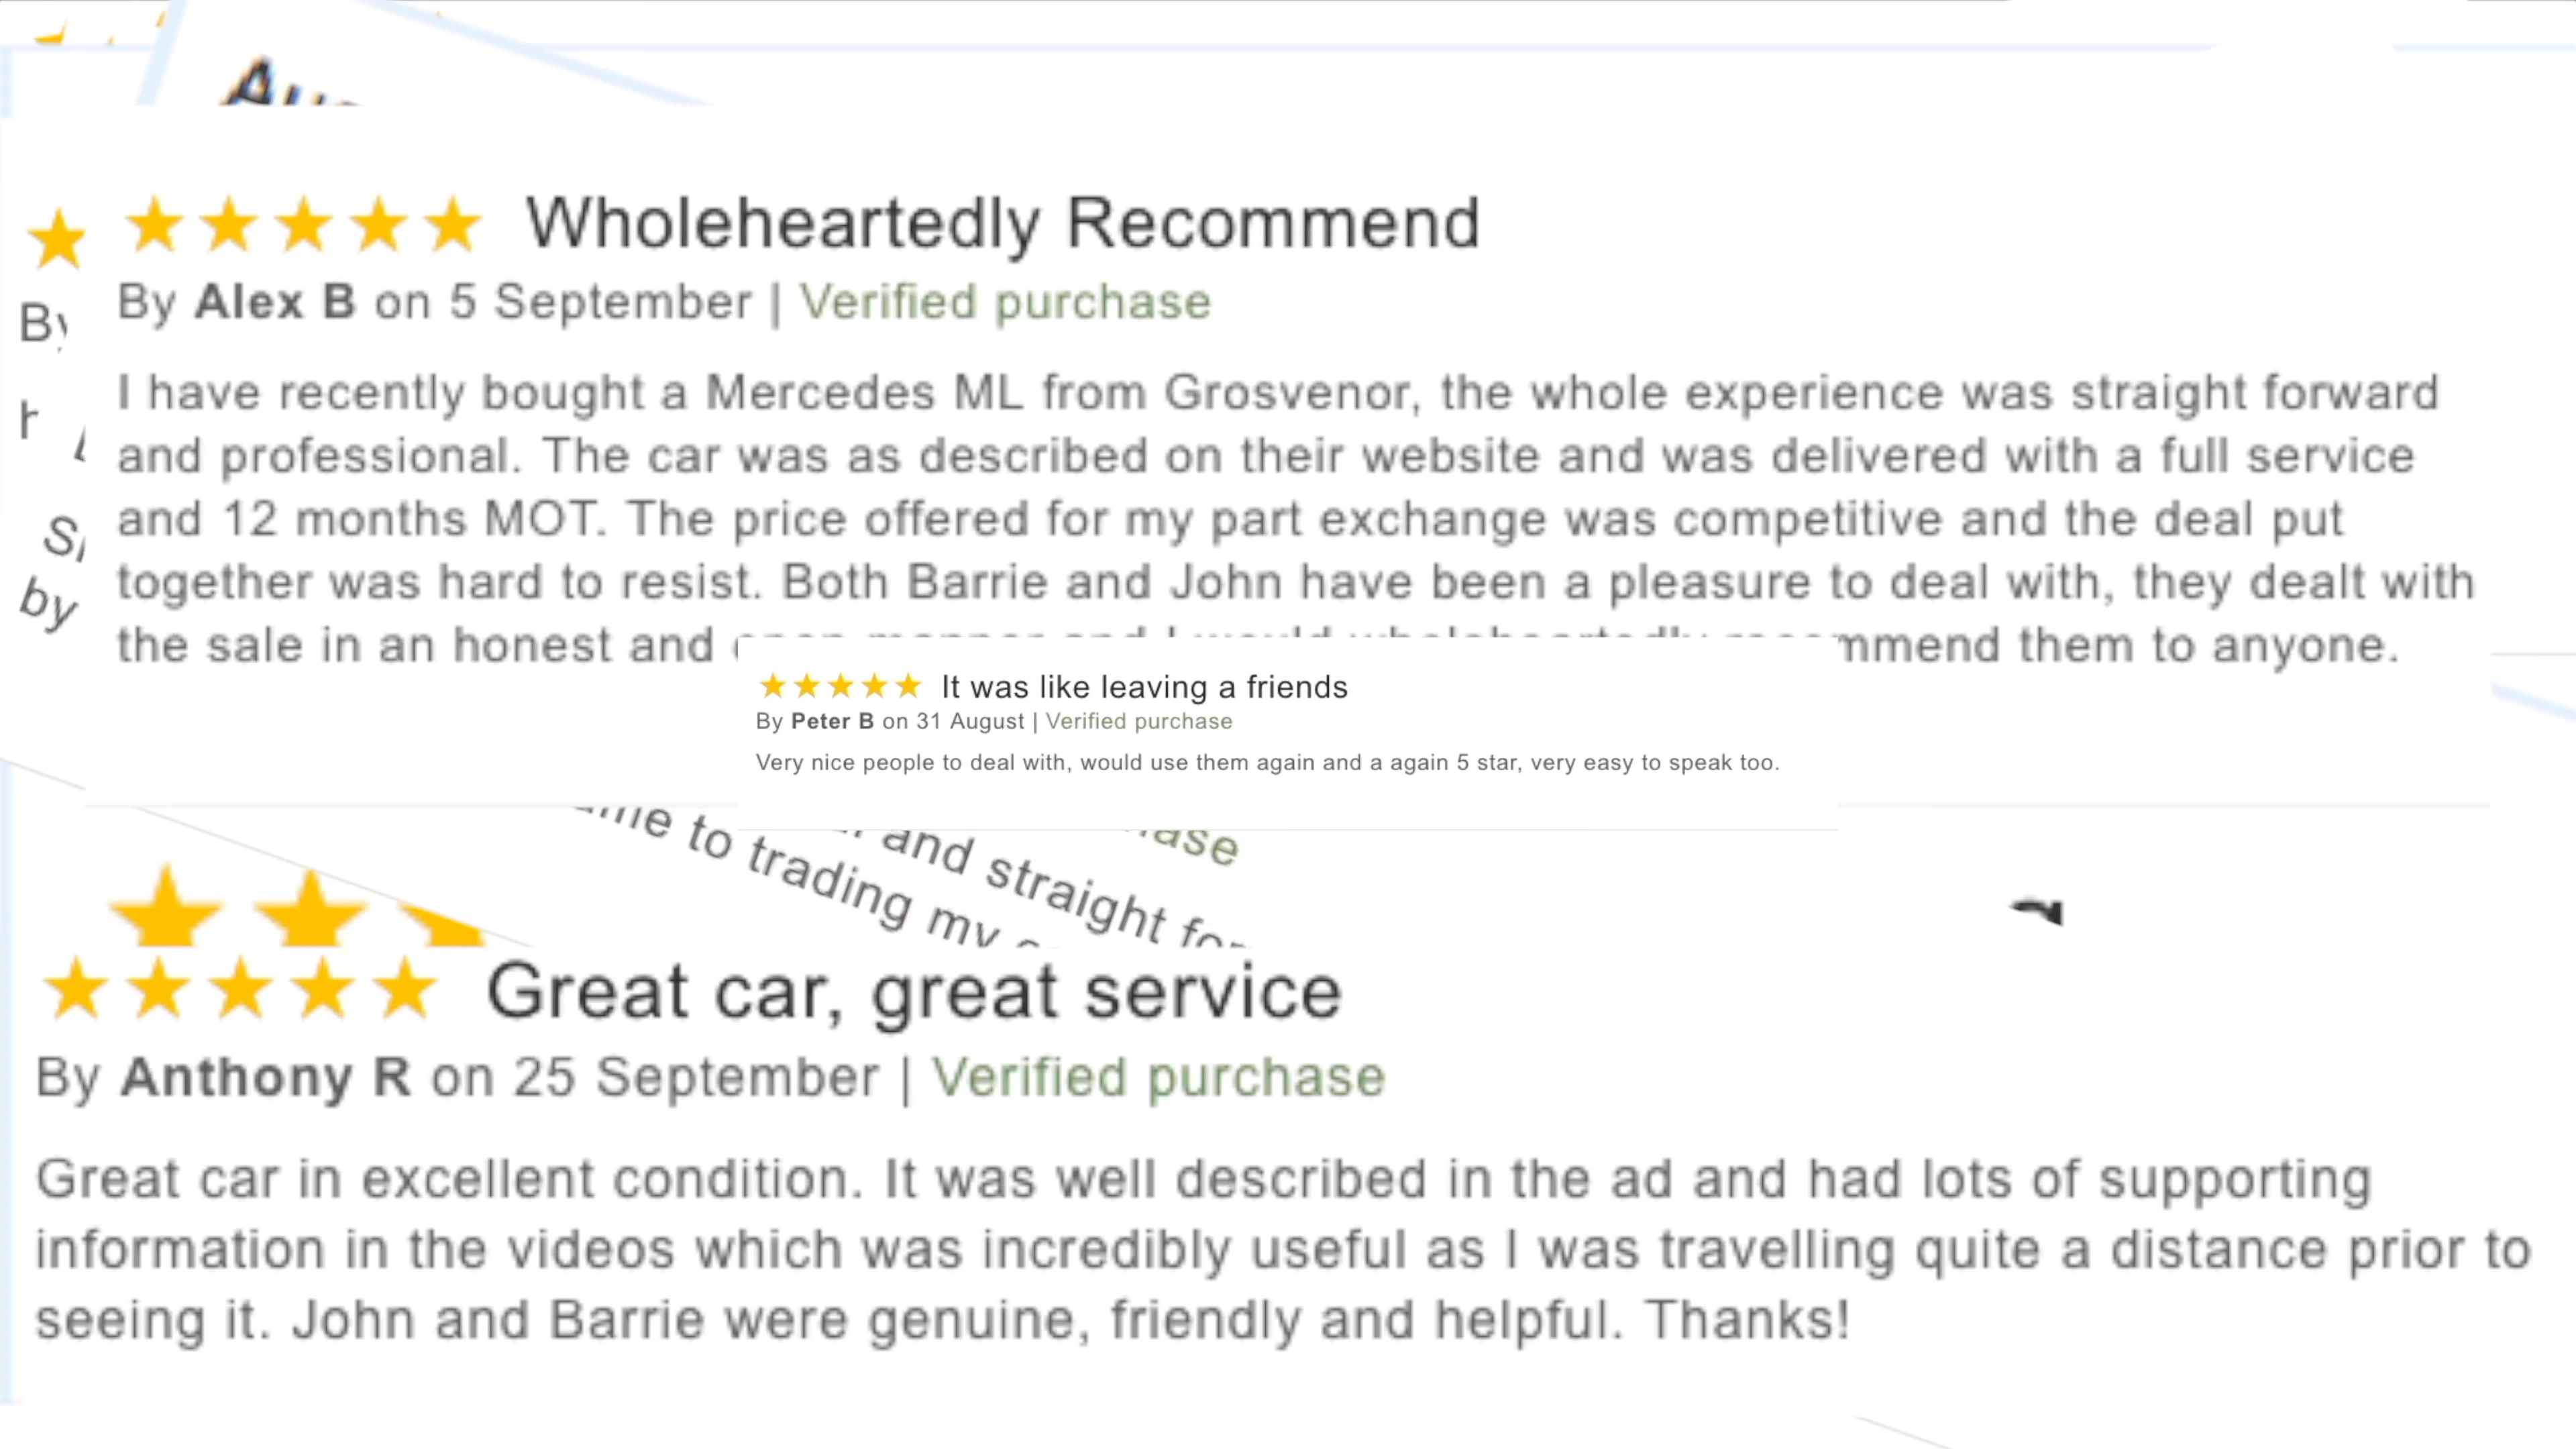 Wholeheartedly Recommend
By
By Alex B on 5 September | Verified purchase
I have recently bought a Mercedes ML from Grosvenor, the whole experience was straight forward
and professional. The car was as described on their website and was delivered with a full service
and 12 months MOT. The price offered for my part exchange was competitive and the deal put
together was hard to resist. Both Barrie and John have been a pleasure to deal with, they dealt with
by
the sale in an honest and mmend them to anyone.
It was like leaving a friends
By Peter B on 31 August | Verified purchase
Very nice people to deal with, would use them again and a again 5 star, very easy to speak too.
and straight
to trading my
Great car, great service
By Anthony R on 25 September | Verified purchase
Great car in excellent condition. It was well described in the ad and had lots of supporting
information in the videos which was incredibly useful as I was travelling quite a distance prior to
seeing it. John and Barrie were genuine, friendly and helpful. Thanks!